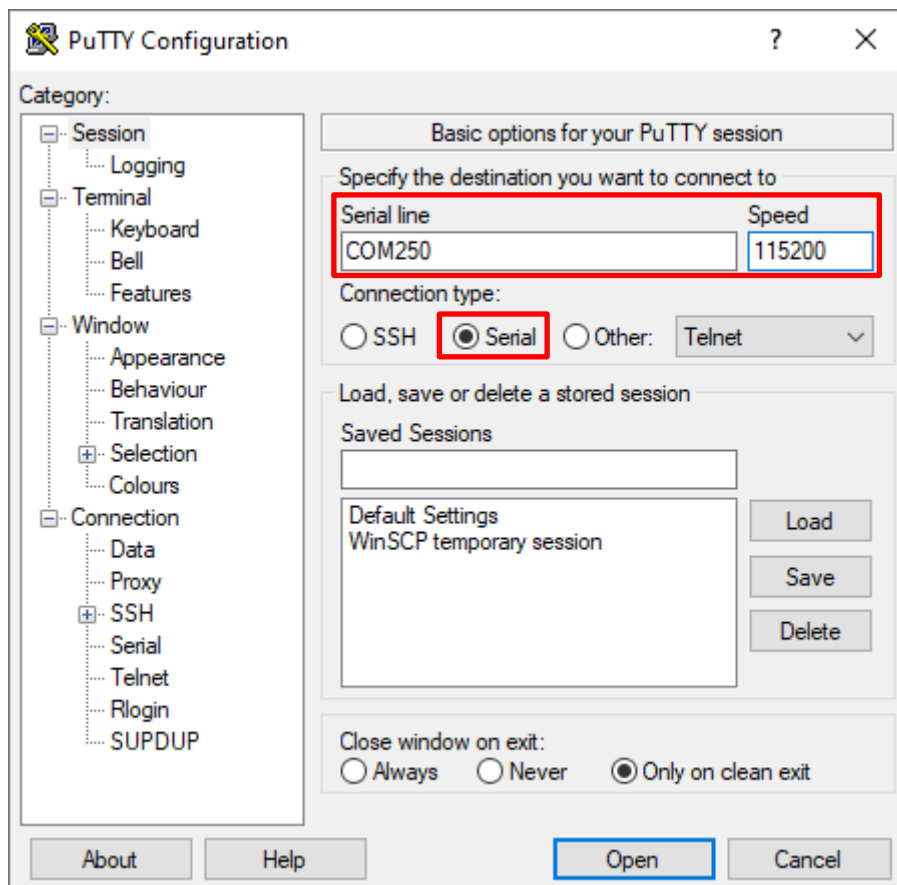 PuTTY Configuration
?
Category:
Session
Logging
Terminal
Keyboard
Bell
Features
Window
Appearance
Behaviour
Translation
Selection
Colours
Connection
Data
Proxy
SSH
Serial
Telnet
Rlogin
SUPDUP
Basic options for your PuTTY session
Specify the destination you want to connect to
Serial line Speed
COM250 115200
Connection type:
SSH Serial Other: Telnet
Load, save or delete a stored session
Saved Sessions
Default Settings
WinSCP temporary session
Load
Save
Delete
Close window on exit:
Always Never Only on clean exit
About Help Open Cancel